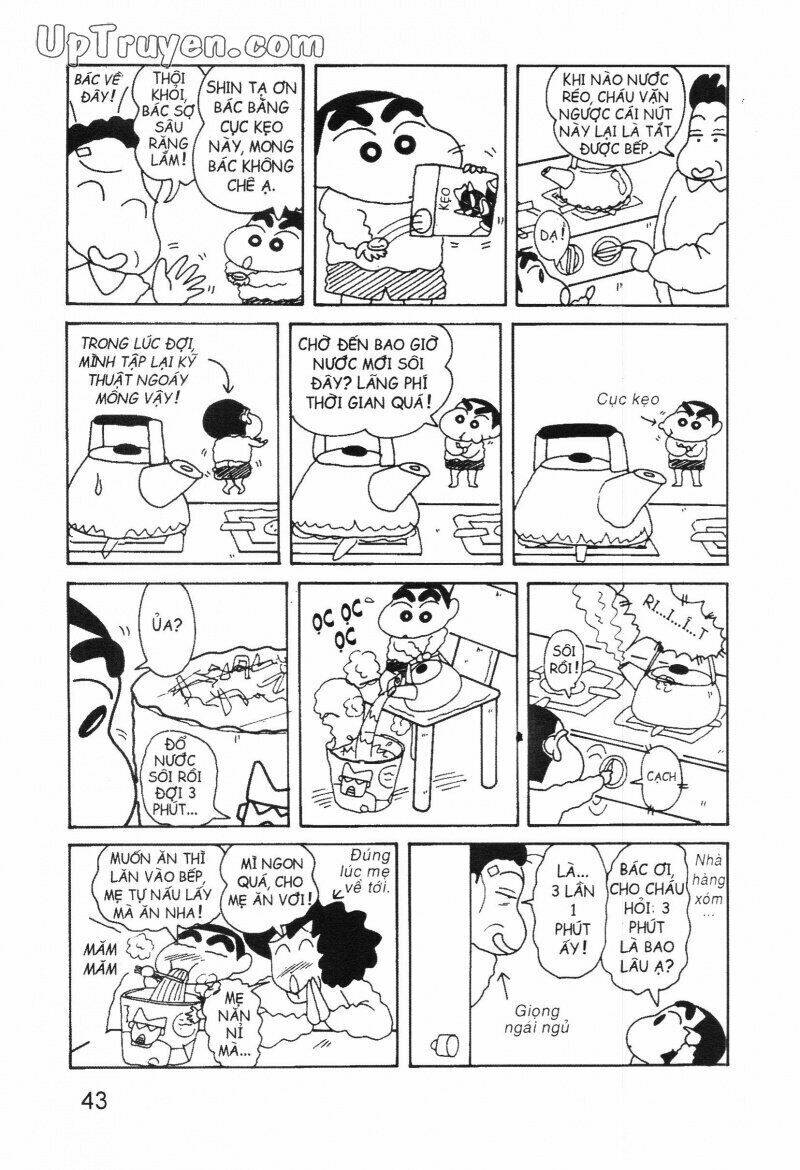 UpTruyen.com
KHI NÀO NƯỚC
RÉO, CHÁU VẶN
NGƯỢC CÁI NÚT
NÀY LẠI LÀ TẮT
ĐƯỢC BẾP.
DẠ!
KẸO
SHIN TẠ ƠN
BÁC BẰNG
CỤC KẸO
NÀY, MONG
BÁC KHÔNG
CHÊ Ạ.
THÔI
KHỎI,
BÁC SỢ
SÂU
RĂNG
LẮM!
BÁC VỀ
ĐÂY!
Cục kẹo
CHỜ ĐẾN BAO GIỜ
NƯỚC MỚI SÔI
ĐÂY? LÃNG PHÍ
THỜI GIAN QUÁ!
TRONG LÚC ĐỢI,
MÌNH TẬP LẠI KỸ
THUẬT NGOÁY
MÔNG VẬY!
RI...I...Í...T
SÔI
RỒI!
CẠCH
ỌC ỌC
ỌC
ỦA?
ĐỔ
NƯỚC
SÔI RỒI
ĐỢI 3
PHÚT...
Nhà
hàng
xóm
...
BÁC ƠI,
CHO CHÁU
HỎI: 3
PHÚT
LÀ BAO
LÂU Ạ?
LÀ...
3 LẦN
1
PHÚT
ẤY!
Giọng
ngái ngủ
Đúng
lúc mẹ
về tới.
MÌ NGON
QUÁ, CHO
MẸ ĂN VỚI!
MUỐN ĂN THÌ
LĂN VÀO BẾP,
MẸ TỰ NẤU LẤY
MÀ ĂN NHA!
MĂM
MĂM
MẸ
NĂN
NỈ
MÀ...
43